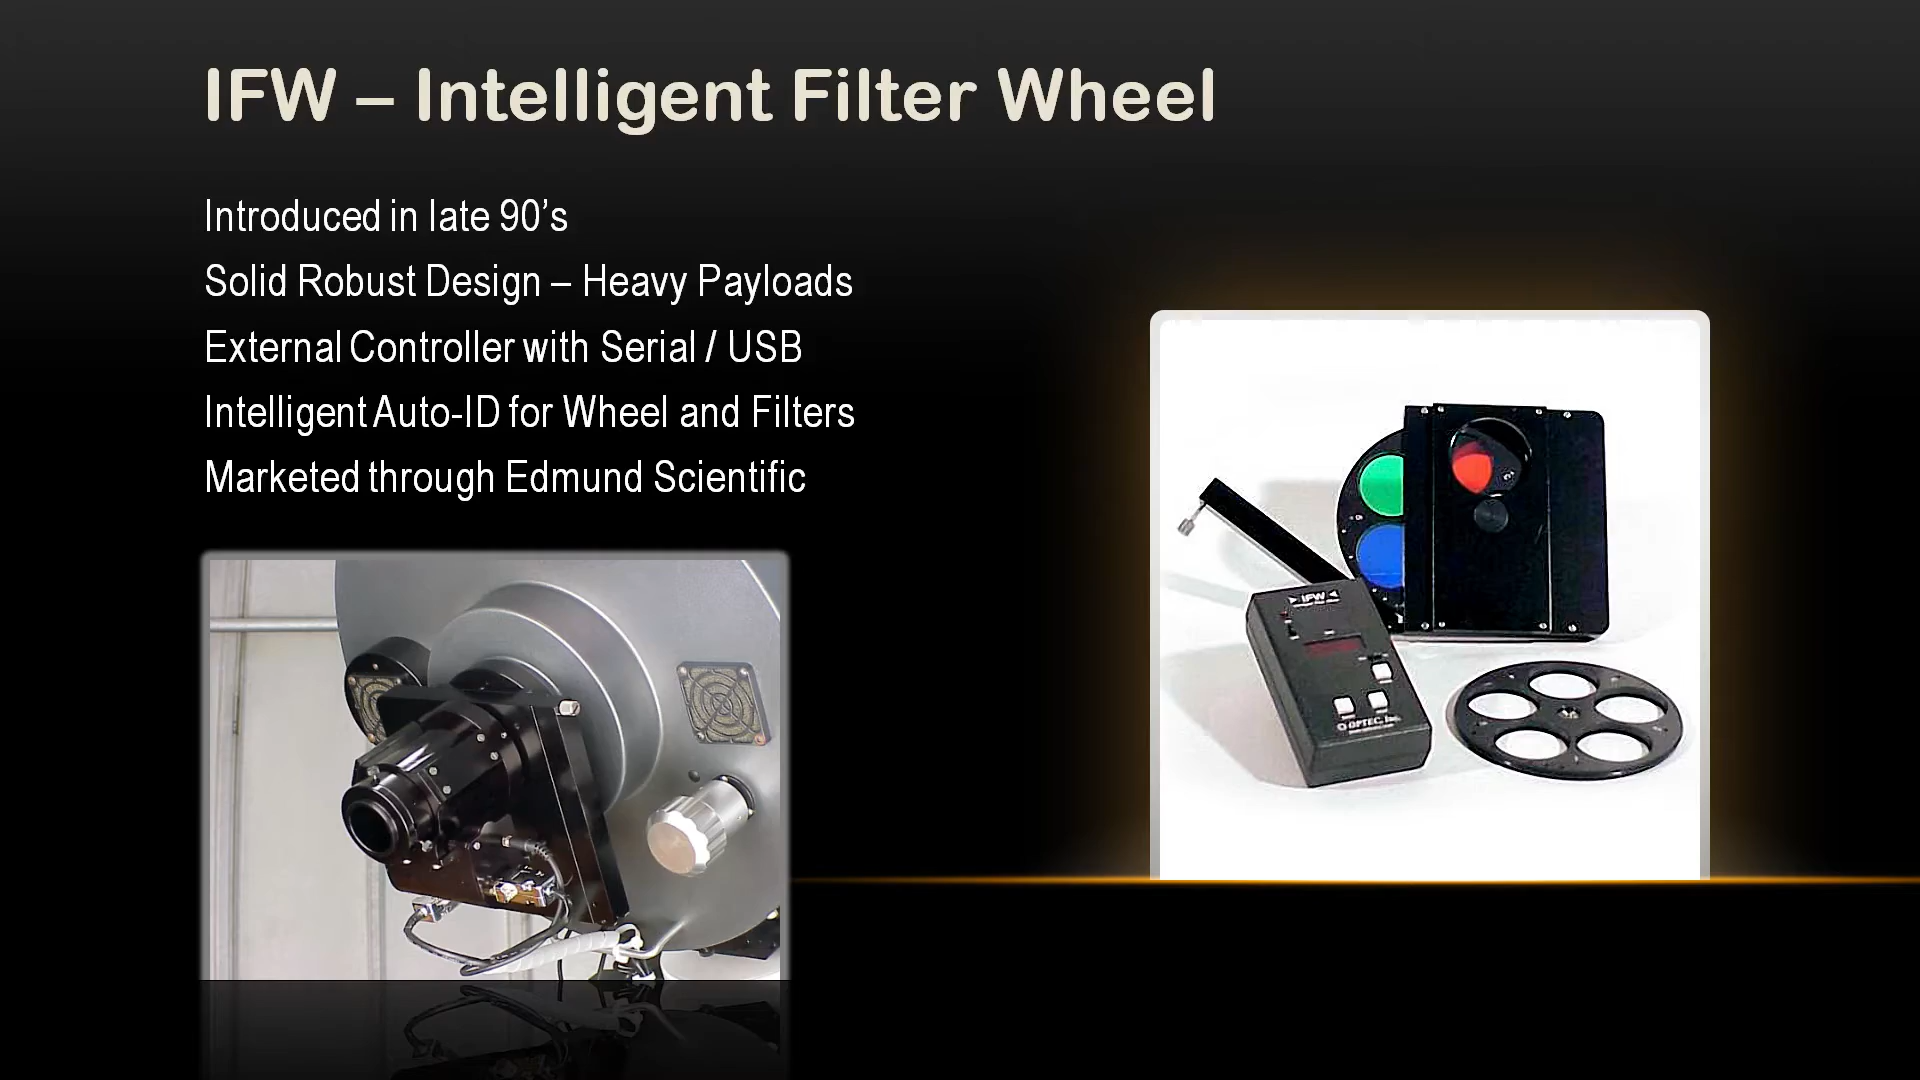 IFW – Intelligent Filter Wheel
Introduced in late 90’s
Solid Robust Design – Heavy Payloads
External Controller with Serial / USB
Intelligent Auto-ID for Wheel and Filters
Marketed through Edmund Scientific
IFW
OPTEC, Inc.